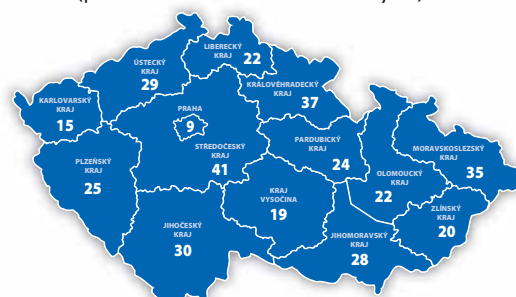 LIBERECKÝ
KRAJ 22
ÚSTECKÝ
KRAJ
29
KRÁLOVÉHRADECKÝ
KRAJ
37
KARLOVARSKÝ
KRAJ
15
PRAHA
9
STŘEDOČESKÝ
KRAJ
41
PARDUBICKÝ
KRAJ
24
MORAVSKOSLEZSKÝ
KRAJ
35
PLZEŇSKÝ
KRAJ
25
OLOMOUCKÝ
KRAJ
22
KRAJ
VYSOČINA
19
ZLÍNSKÝ
KRAJ
20
JIHOČESKÝ
KRAJ
30
JIHOMORAVSKÝ
KRAJ
28